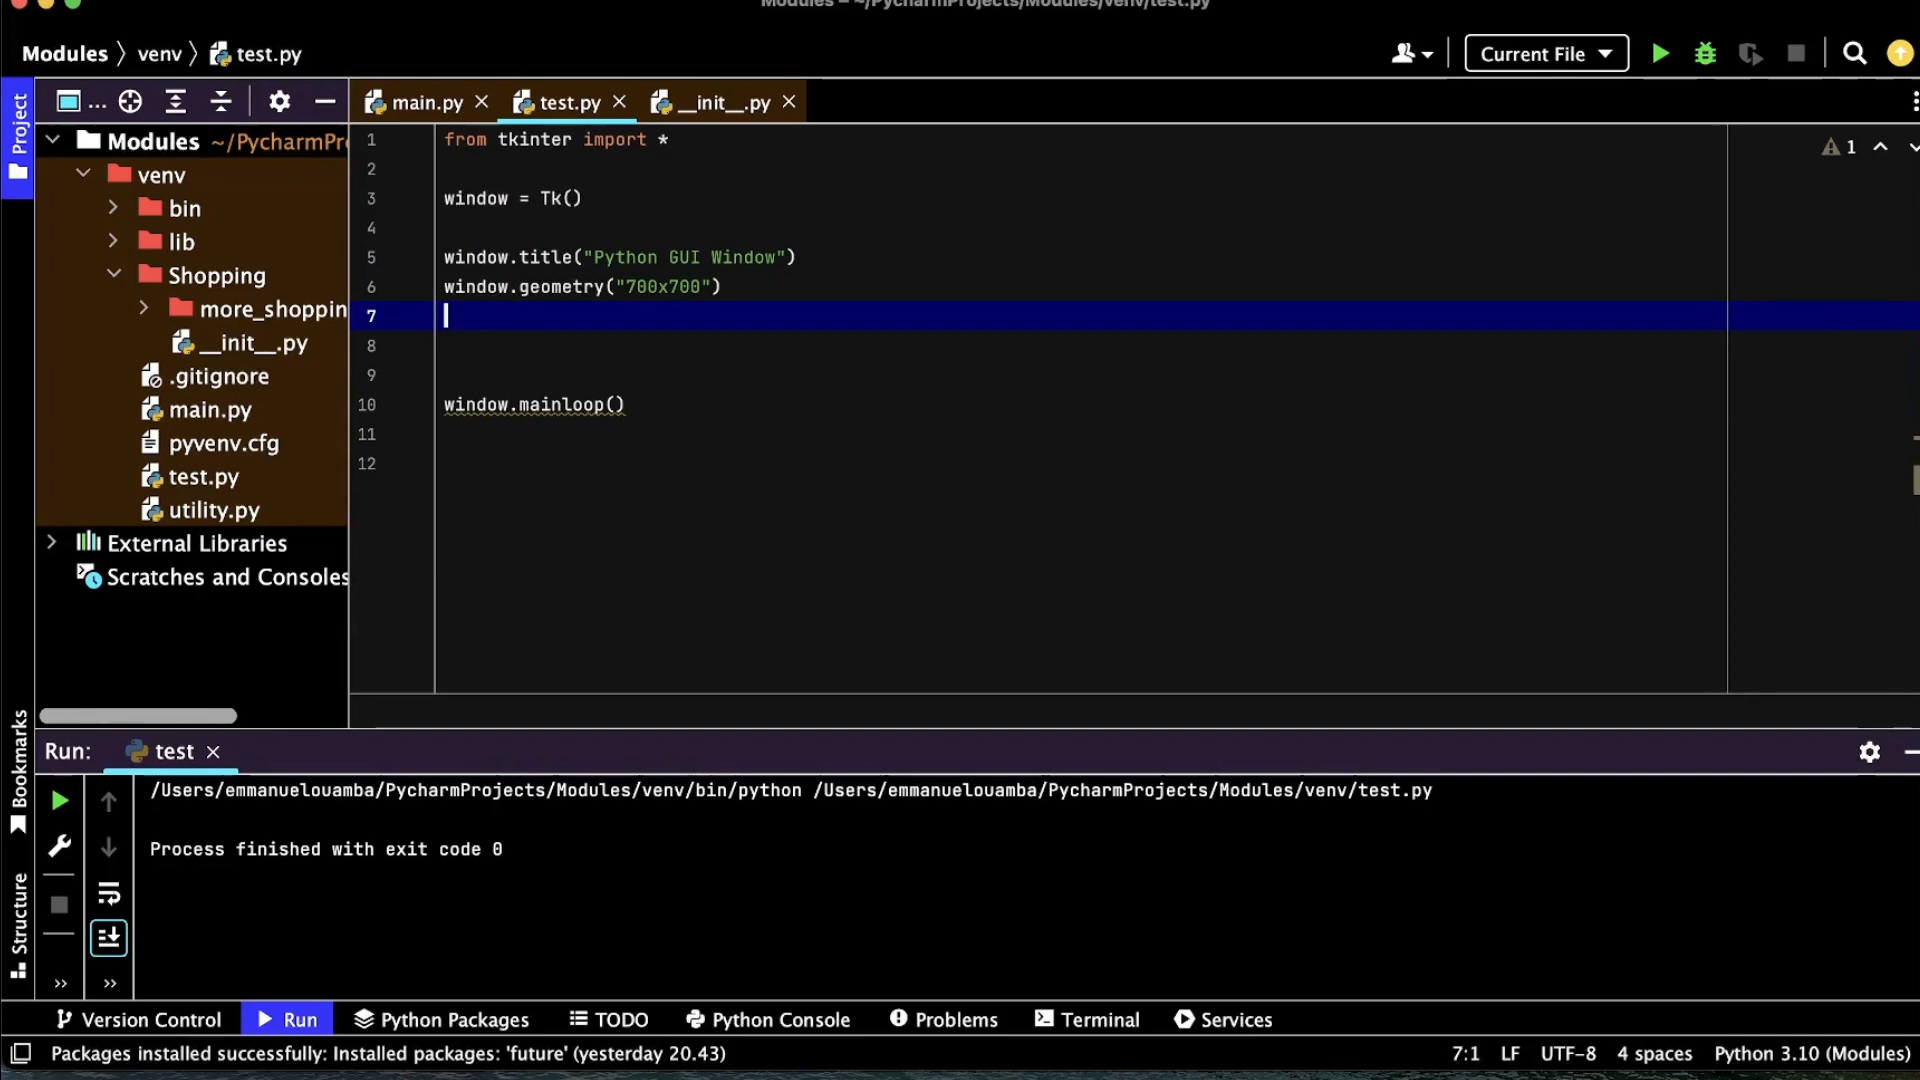 Modules – ~/PycharmProjects/Modules/venv/test.py
Modules 〉 venv 〉 test.py
Current File
Project
...
main.py
test.py
__init__.py
Modules ~/PycharmPr
venv
bin
lib
Shopping
more_shoppin
__init__.py
.gitignore
main.py
pyvenv.cfg
test.py
utility.py
External Libraries
Scratches and Consoles
1 from tkinter import *
2
3 window = Tk()
4
5 window.title("Python GUI Window")
6 window.geometry("700x700")
7
8
9
10 window.mainloop()
11
12
1
Bookmarks
Structure
Run: test
/Users/emmanuelouamba/PycharmProjects/Modules/venv/bin/python /Users/emmanuelouamba/PycharmProjects/Modules/venv/test.py
Process finished with exit code 0
>> >>
Version Control Run Python Packages TODO Python Console Problems Terminal Services
Packages installed successfully: Installed packages: 'future' (yesterday 20.43) 7:1 LF UTF-8 4 spaces Python 3.10 (Modules)